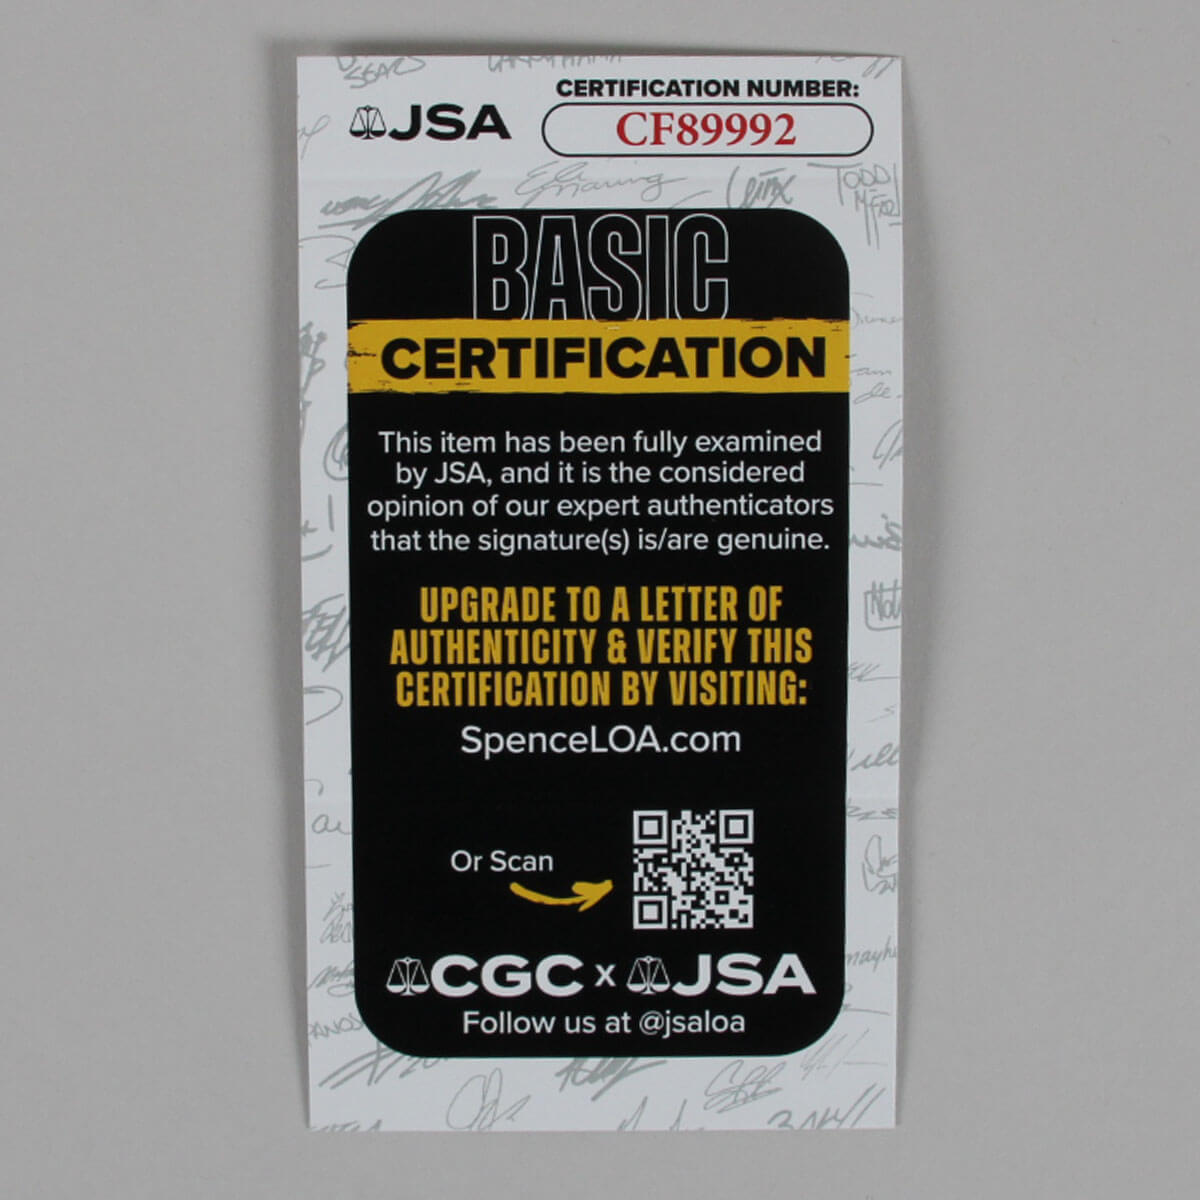 JSA
CERTIFICATION NUMBER:
CF89992
BASIC
CERTIFICATION
This item has been fully examined
by JSA, and it is the considered
opinion of our expert authenticators
that the signature(s) is/are genuine.
UPGRADE TO A LETTER OF
AUTHENTICITY & VERIFY THIS
CERTIFICATION BY VISITING:
SpenceLOA.com
Or Scan
CGC x JSA
Follow us at @jsaloa